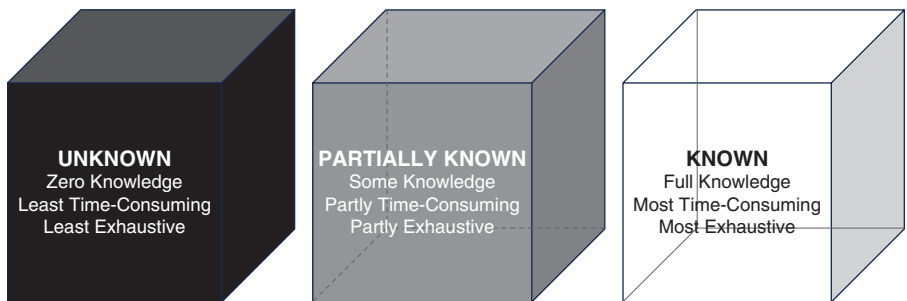 UNKNOWN
Zero Knowledge
Least Time-Consuming
Least Exhaustive
PARTIALLY KNOWN
Some Knowledge
Partly Time-Consuming
Partly Exhaustive
KNOWN
Full Knowledge
Most Time-Consuming
Most Exhaustive